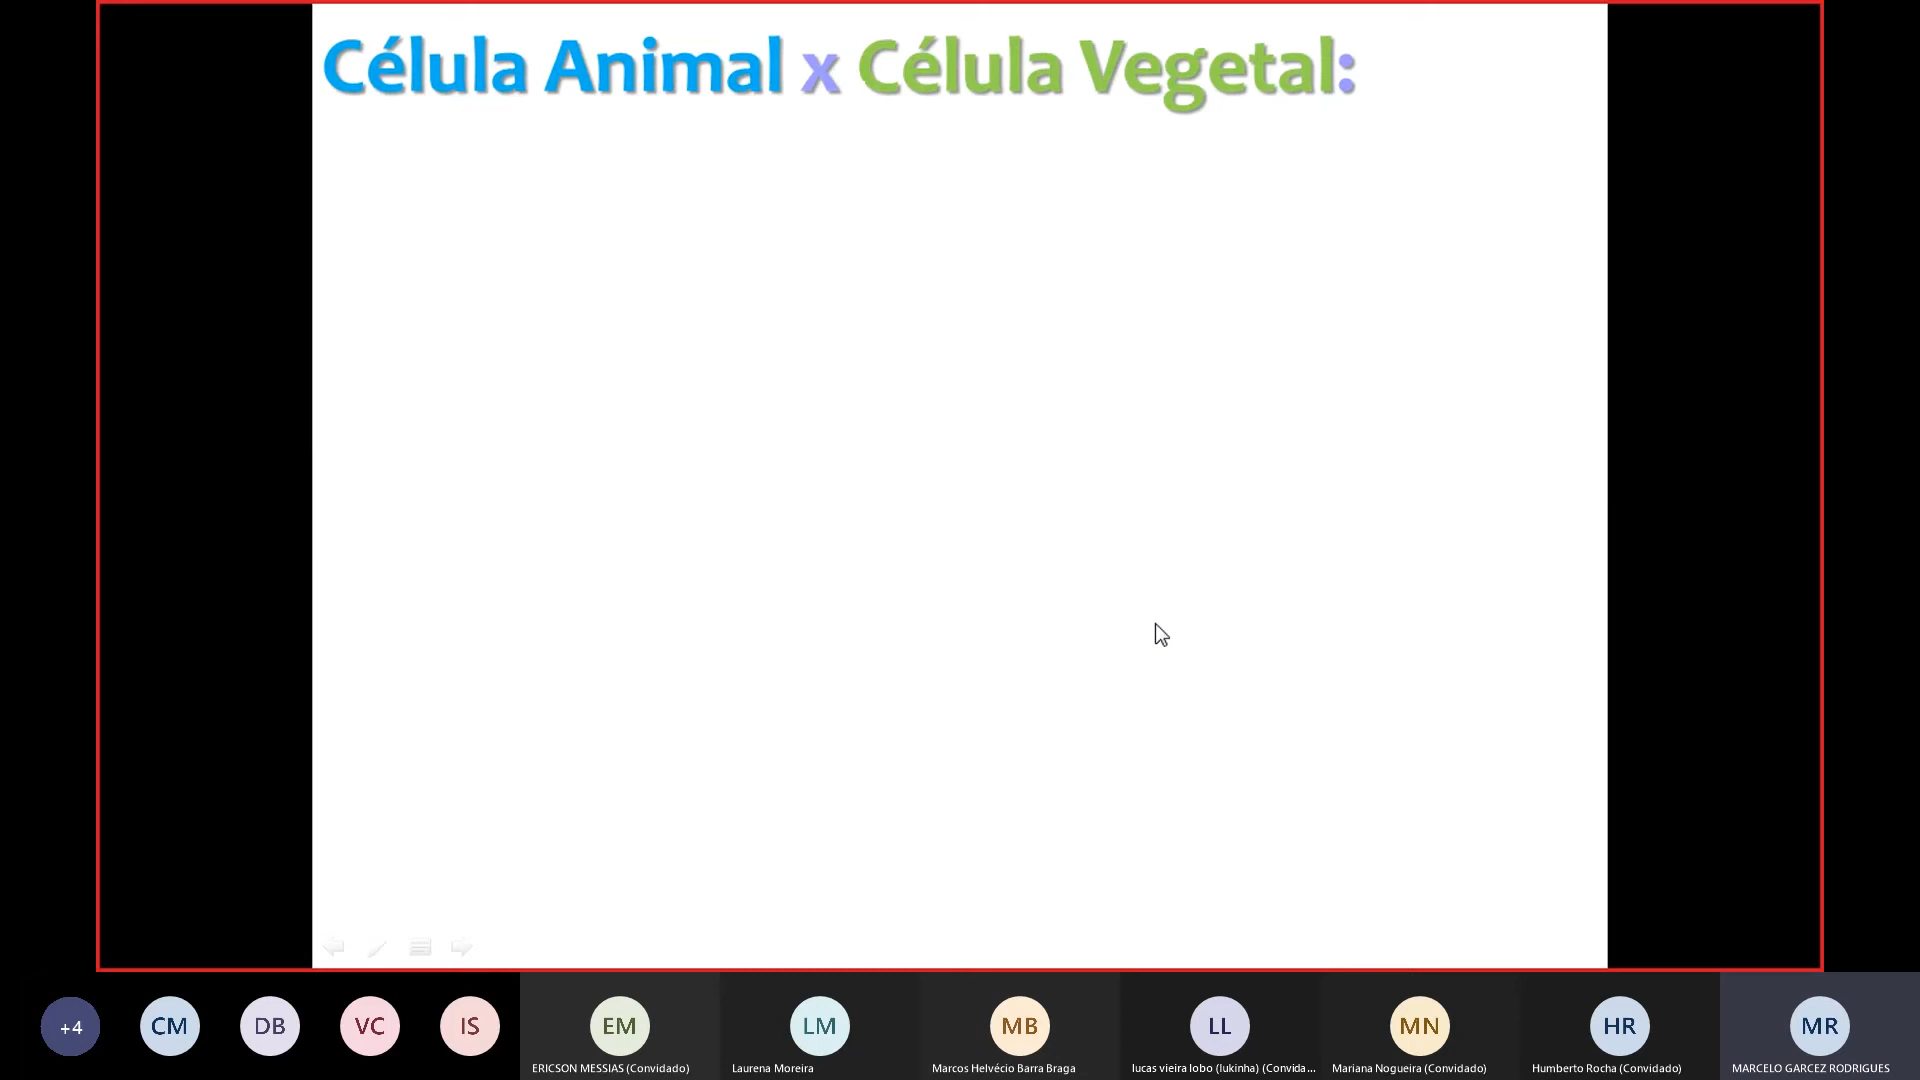 Célula Animal x Célula Vegetal:
+4
CM
DB
VC
IS
EM
LM
MB
LL
MN
HR
MR
ERICSON MESSIAS (Convidado)
Laurena Moreira
Marcos Helvécio Barra Braga
lucas vieira lobo (lukinha) (Convida...
Mariana Nogueira (Convidado)
Humberto Rocha (Convidado)
MARCELO GARCEZ RODRIGUES